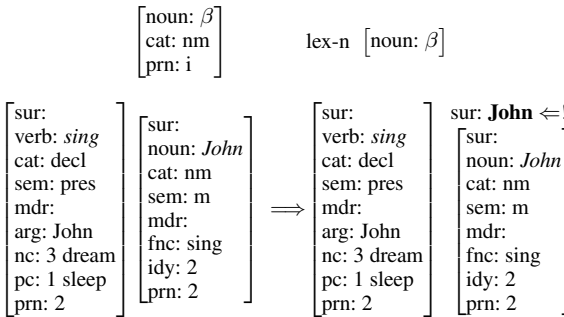 noun: β
cat: nm
prn: i
lex-n [noun: β]
sur:
verb: sing
cat: decl
sem: pres
mdr:
arg: John
nc: 3 dream
pc: 1 sleep
prn: 2
sur:
noun: John
cat: nm
sem: m
mdr:
fnc: sing
idy: 2
prn: 2
⟹
sur:
verb: sing
cat: decl
sem: pres
mdr:
arg: John
nc: 3 dream
pc: 1 sleep
prn: 2
sur: John ⇐!
sur:
noun: John
cat: nm
sem: m
mdr:
fnc: sing
idy: 2
prn: 2